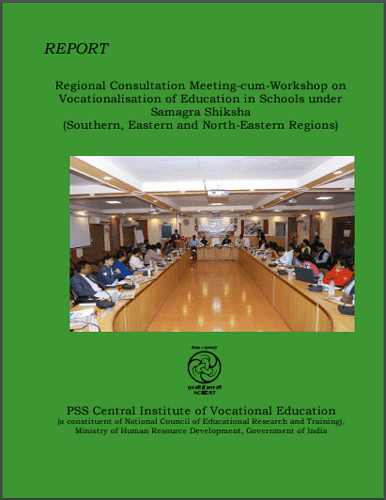 REPORT
Regional Consultation Meeting-cum-Workshop on
Vocationalisation of Education in Schools under
Samagra Shiksha
(Southern, Eastern and North-Eastern Regions)
एन सी ई आर टी
NCERT
PSS Central Institute of Vocational Education
(a constituent of National Council of Educational Research and Training),
Ministry of Human Resource Development, Government of India